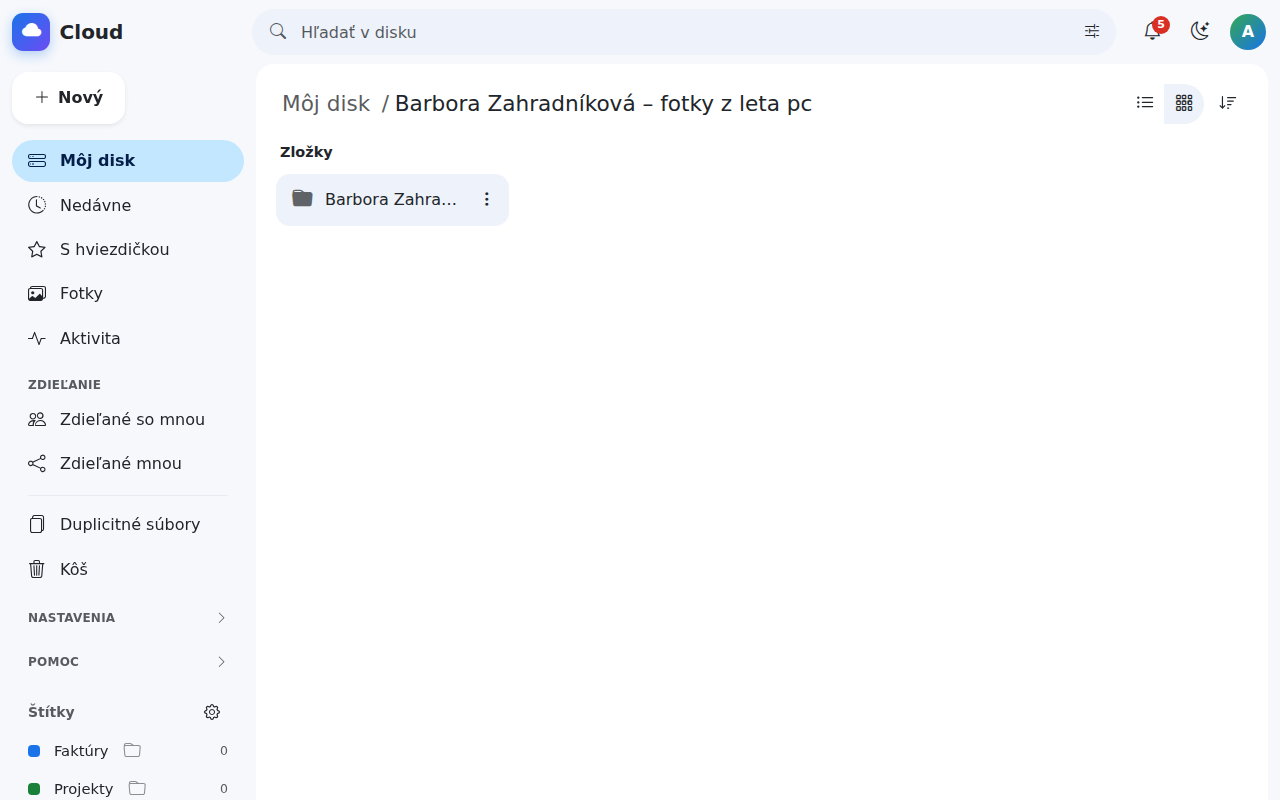 Cloud
Hľadať v disku
5
A
Nový
Môj disk / Barbora Zahradníková – fotky z leta pc
Môj disk
Zložky
Nedávne
Barbora Zahra...
S hviezdičkou
Fotky
Aktivita
ZDIEĽANIE
Zdieľané so mnou
Zdieľané mnou
Duplicitné súbory
Kôš
NASTAVENIA
POMOC
Štítky
Faktúry 0
Projekty 0